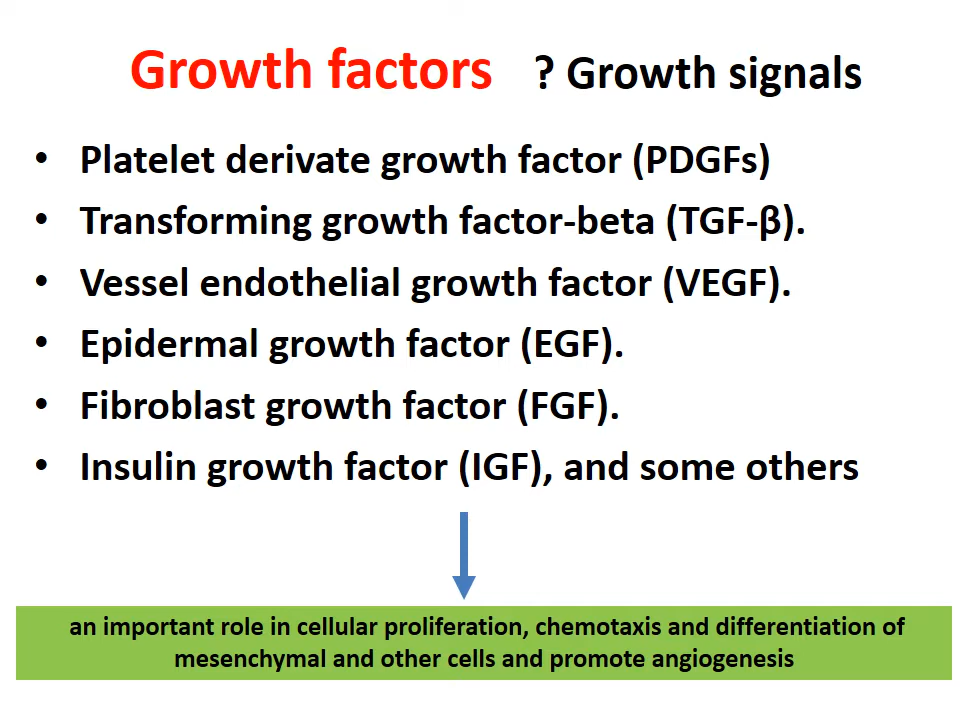 Growth factors ? Growth signals
• Platelet derivate growth factor (PDGFs)
• Transforming growth factor-beta (TGF-β).
• Vessel endothelial growth factor (VEGF).
• Epidermal growth factor (EGF).
• Fibroblast growth factor (FGF).
• Insulin growth factor (IGF), and some others
an important role in cellular proliferation, chemotaxis and differentiation of
mesenchymal and other cells and promote angiogenesis